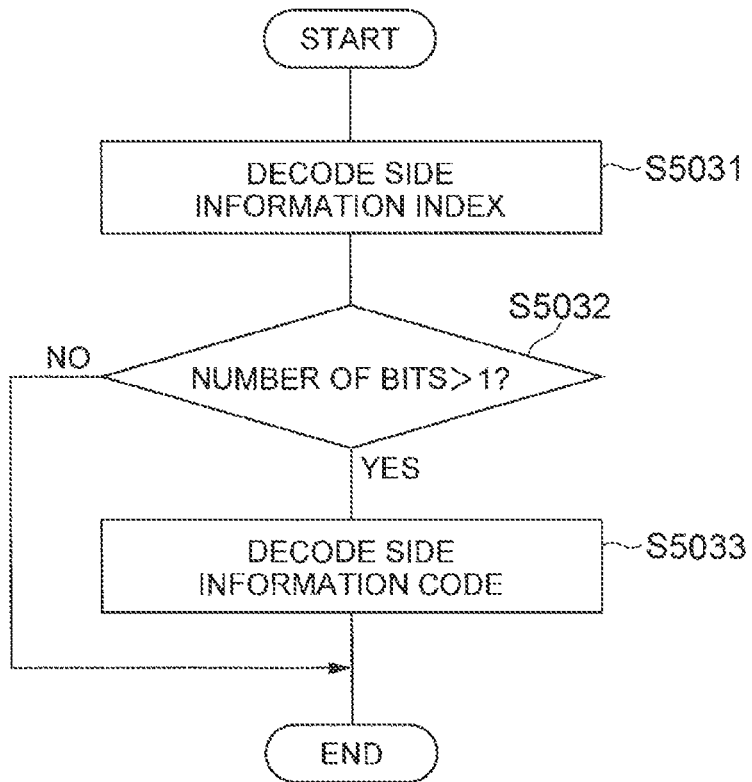 START
DECODE SIDE
INFORMATION INDEX
S5031
S5032
NO
NUMBER OF BITS>1?
YES
DECODE SIDE
INFORMATION CODE
S5033
END